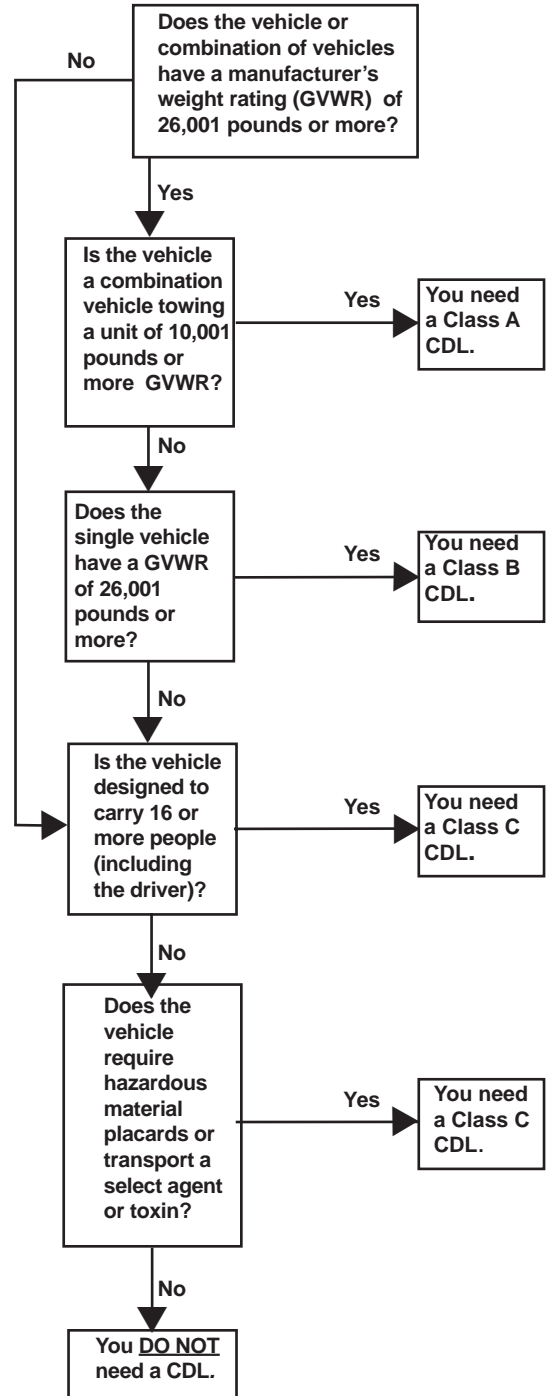 Does the vehicle or
combination of vehicles
have a manufacturer’s
weight rating (GVWR) of
26,001 pounds or more?
No
Yes
Is the vehicle
a combination
vehicle towing
a unit of 10,001
pounds or
more GVWR?
Yes
You need
a Class A
CDL.
No
Does the
single vehicle
have a GVWR
of 26,001
pounds or
more?
Yes
You need
a Class B
CDL.
No
Is the vehicle
designed to
carry 16 or
more people
(including
the driver)?
Yes
You need
a Class C
CDL.
No
Does the
vehicle
require
hazardous
material
placards or
transport a
select agent
or toxin?
Yes
You need
a Class C
CDL.
No
You DO NOT
need a CDL.